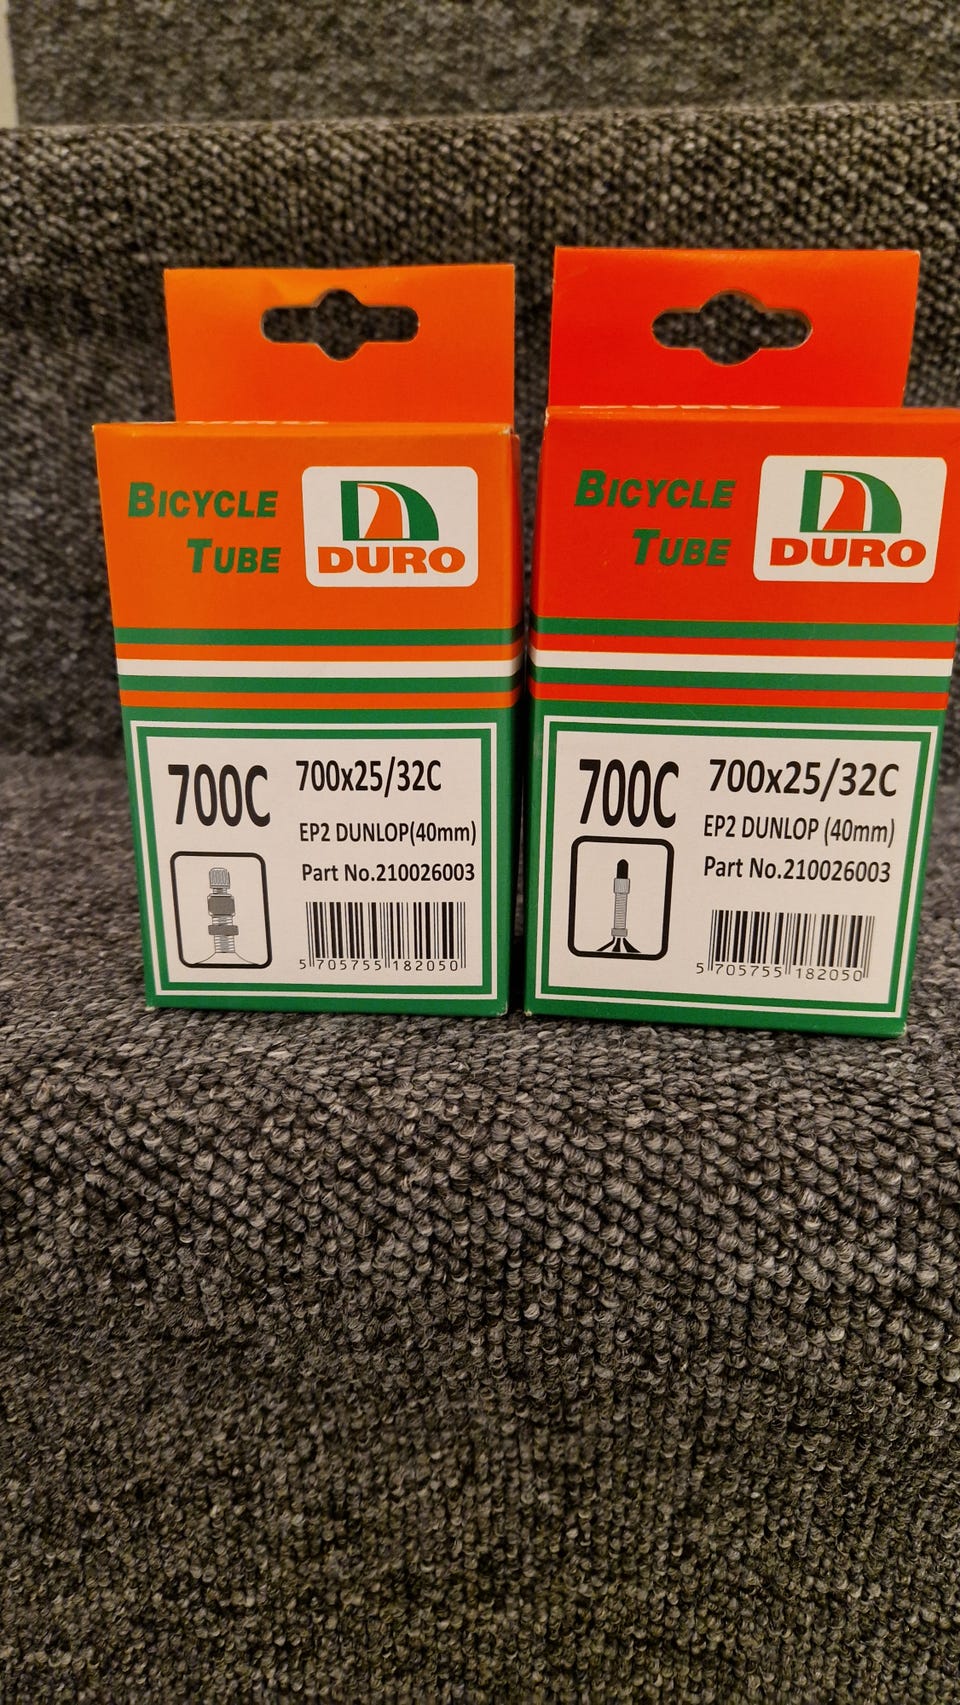 BICYCLE
TUBE
DURO
700C
700x25/32C
EP2 DUNLOP(40mm)
Part No.210026003
5 705755 182050
DURO
BICYCLE
TUBE
DURO
700C
700x25/32C
EP2 DUNLOP (40mm)
Part No.210026003
5 705755 182050